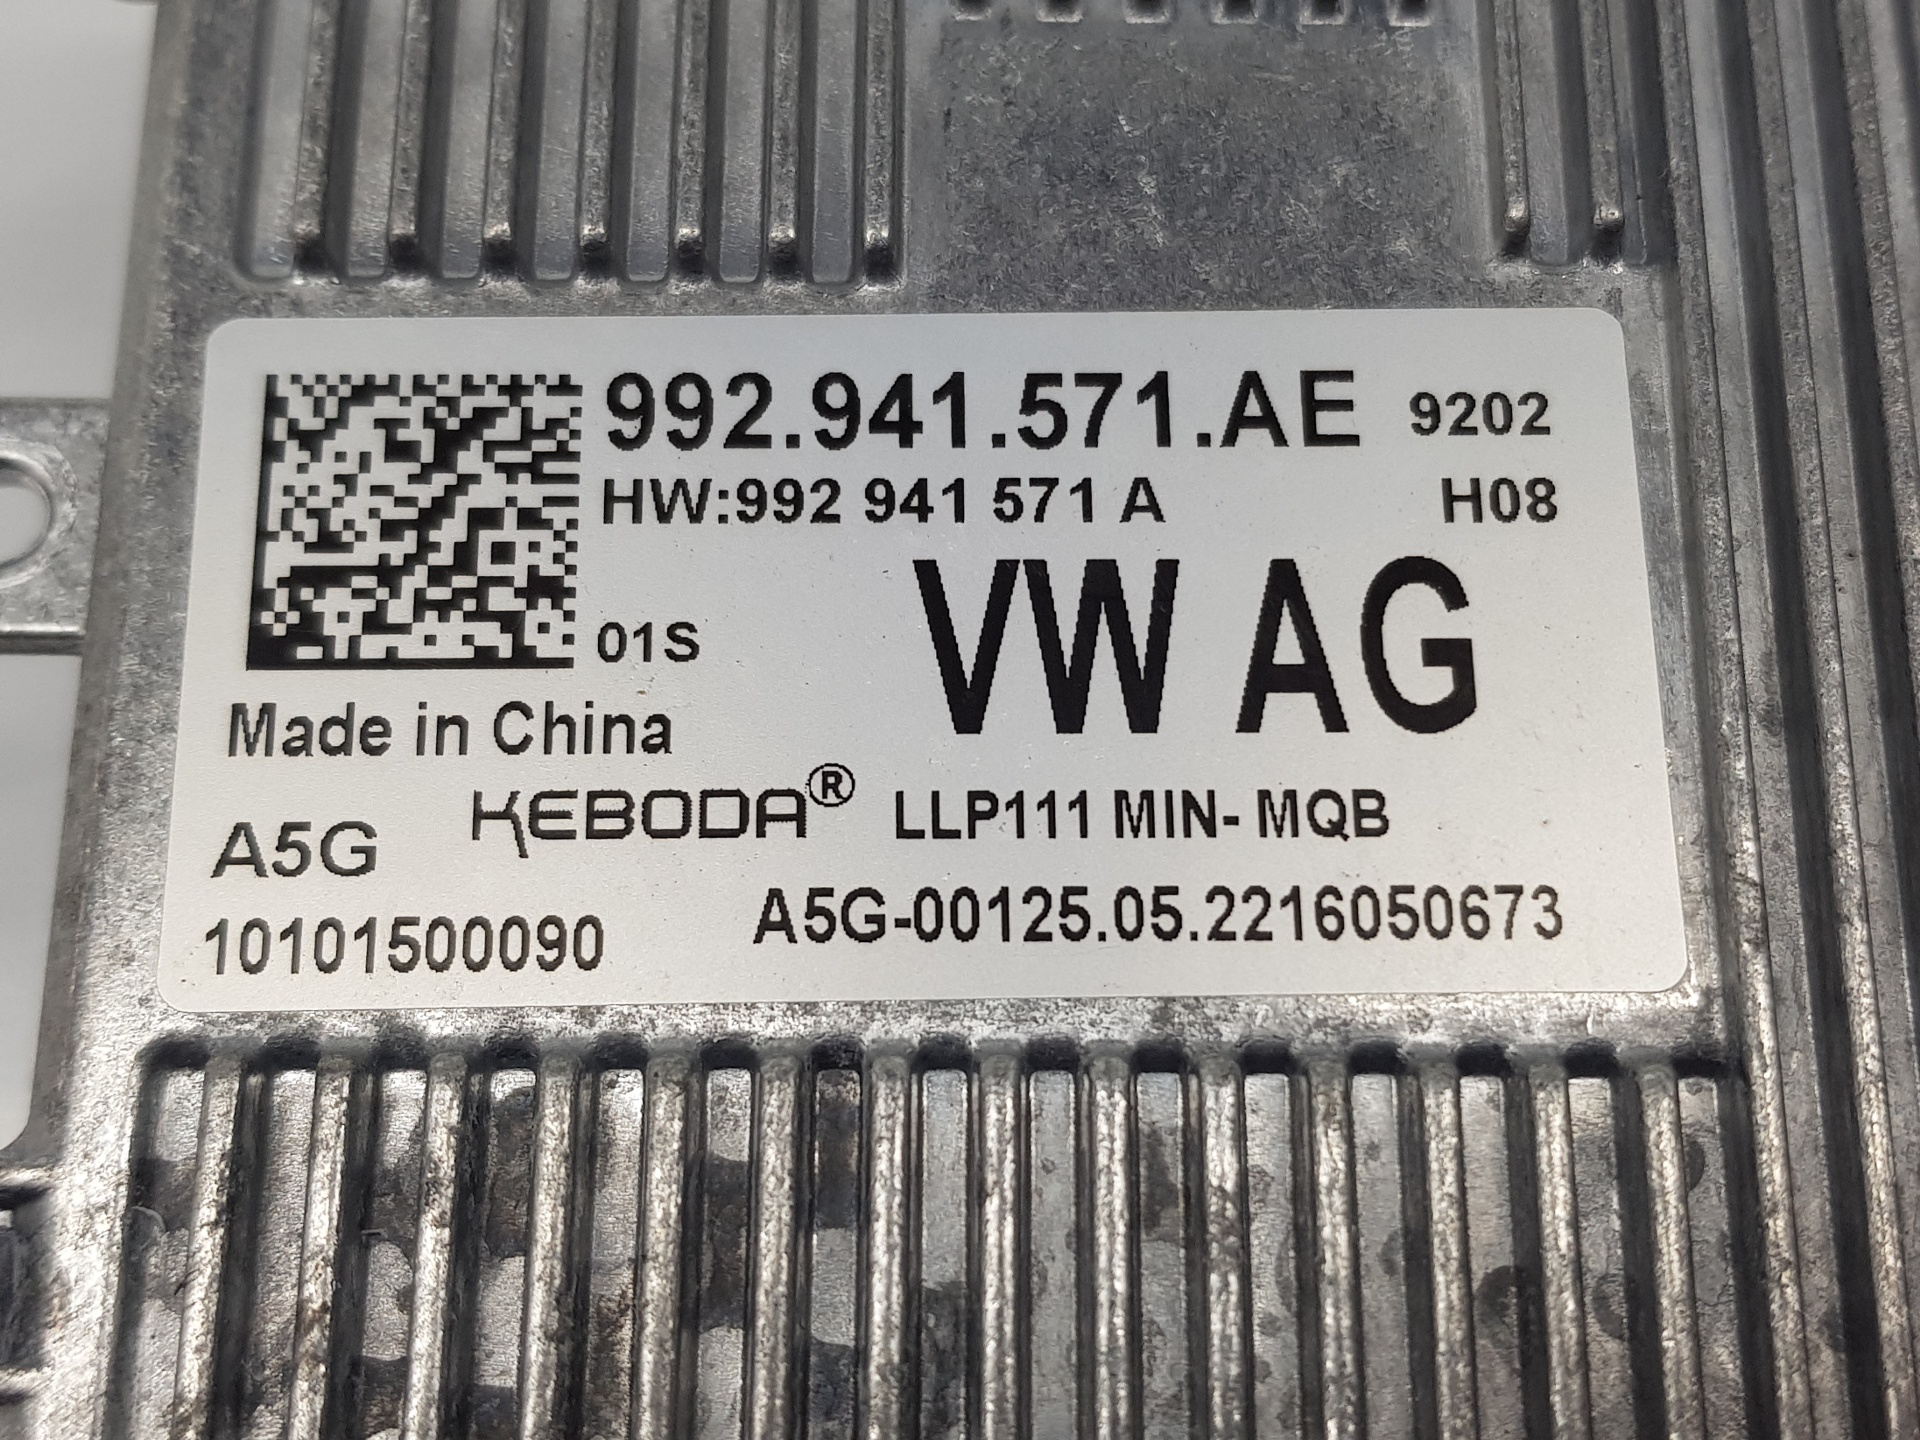 992.941.571.AE 9202
HW:992 941 571 A H08
VW AG
01S
Made in China
KEBODA® LLP111 MIN- MQB
A5G
A5G-00125.05.2216050673
10101500090